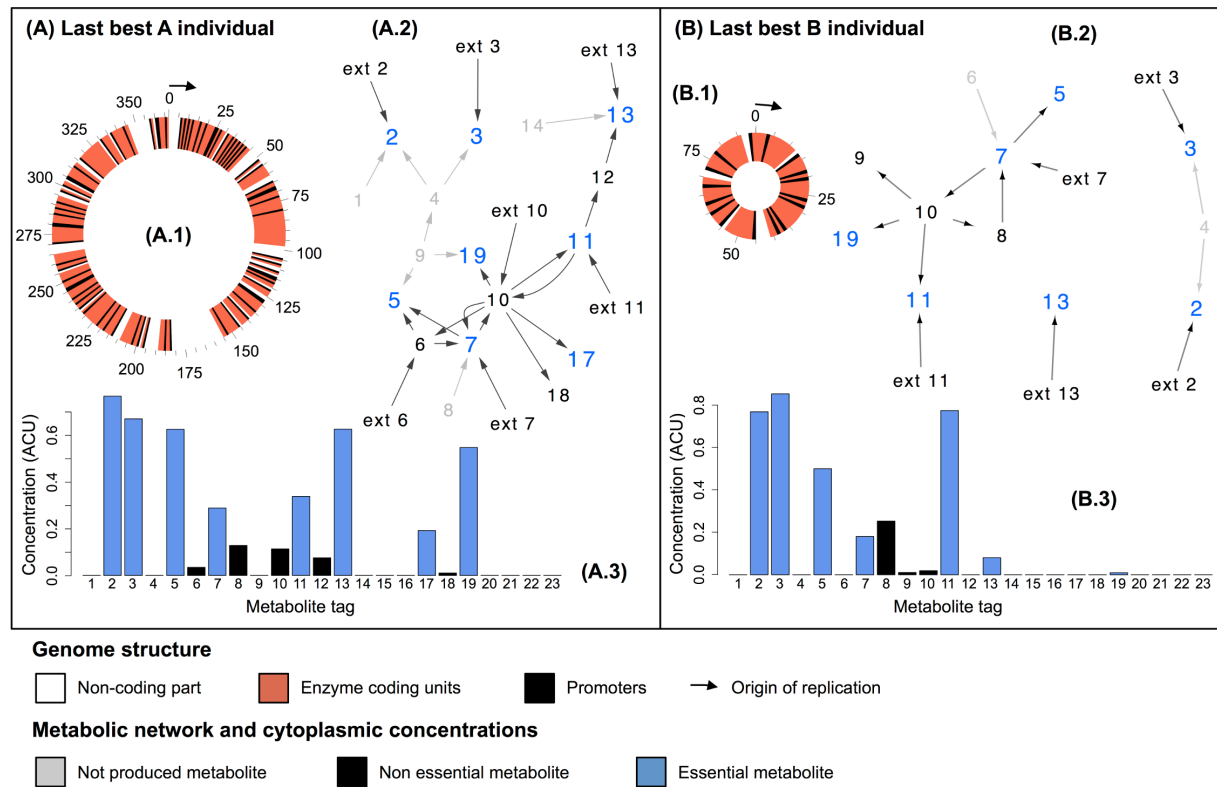 (A) Last best A individual
(A.2)
ext 13
ext 3
ext 2
0
25
50
75
100
125
150
175
200
225
250
275
300
325
350
(A.1)
13
14
2
3
12
1
4
ext 10
9
19
11
5
10
ext 11
6
7
17
18
8
ext 6
ext 7
Concentration (ACU)
0.0 0.2 0.4 0.6
1 2 3 4 5 6 7 8 9 10 11 12 13 14 15 16 17 18 19 20 21 22 23
(A.3)
Metabolite tag
(B) Last best B individual
(B.2)
(B.1)
0
25
50
75
6
5
ext 3
9
7
3
ext 7
10
4
19
8
11
13
2
ext 11
ext 13
ext 2
Concentration (ACU)
0.0 0.2 0.4 0.6 0.8
(B.3)
1 2 3 4 5 6 7 8 9 10 11 12 13 14 15 16 17 18 19 20 21 22 23
Metabolite tag
Genome structure
Non-coding part Enzyme coding units Promoters Origin of replication
Metabolic network and cytoplasmic concentrations
Not produced metabolite Non essential metabolite Essential metabolite